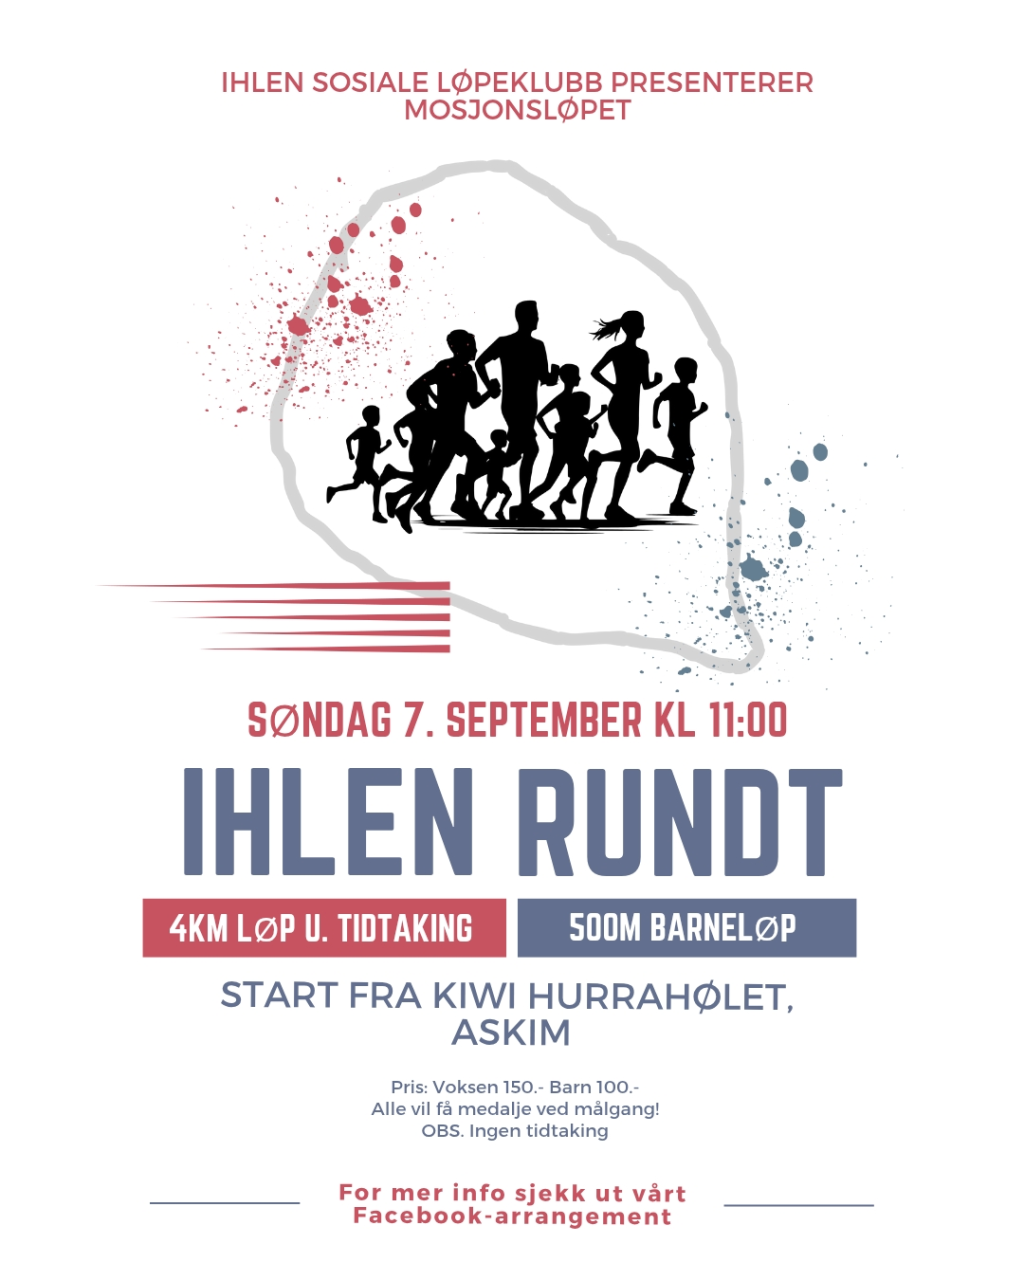 IHLEN SOSIALE LØPEKLUBB PRESENTERER
MOSJONSLØPET
SØNDAG 7. SEPTEMBER KL 11:00
IHLEN RUNDT
4KM LØP U. TIDTAKING
500M BARNELØP
START FRA KIWI HURRAHØLET,
ASKIM
Pris: Voksen 150.- Barn 100.-
Alle vil få medalje ved målgang!
OBS. Ingen tidtaking
For mer info sjekk ut vårt
Facebook-arrangement